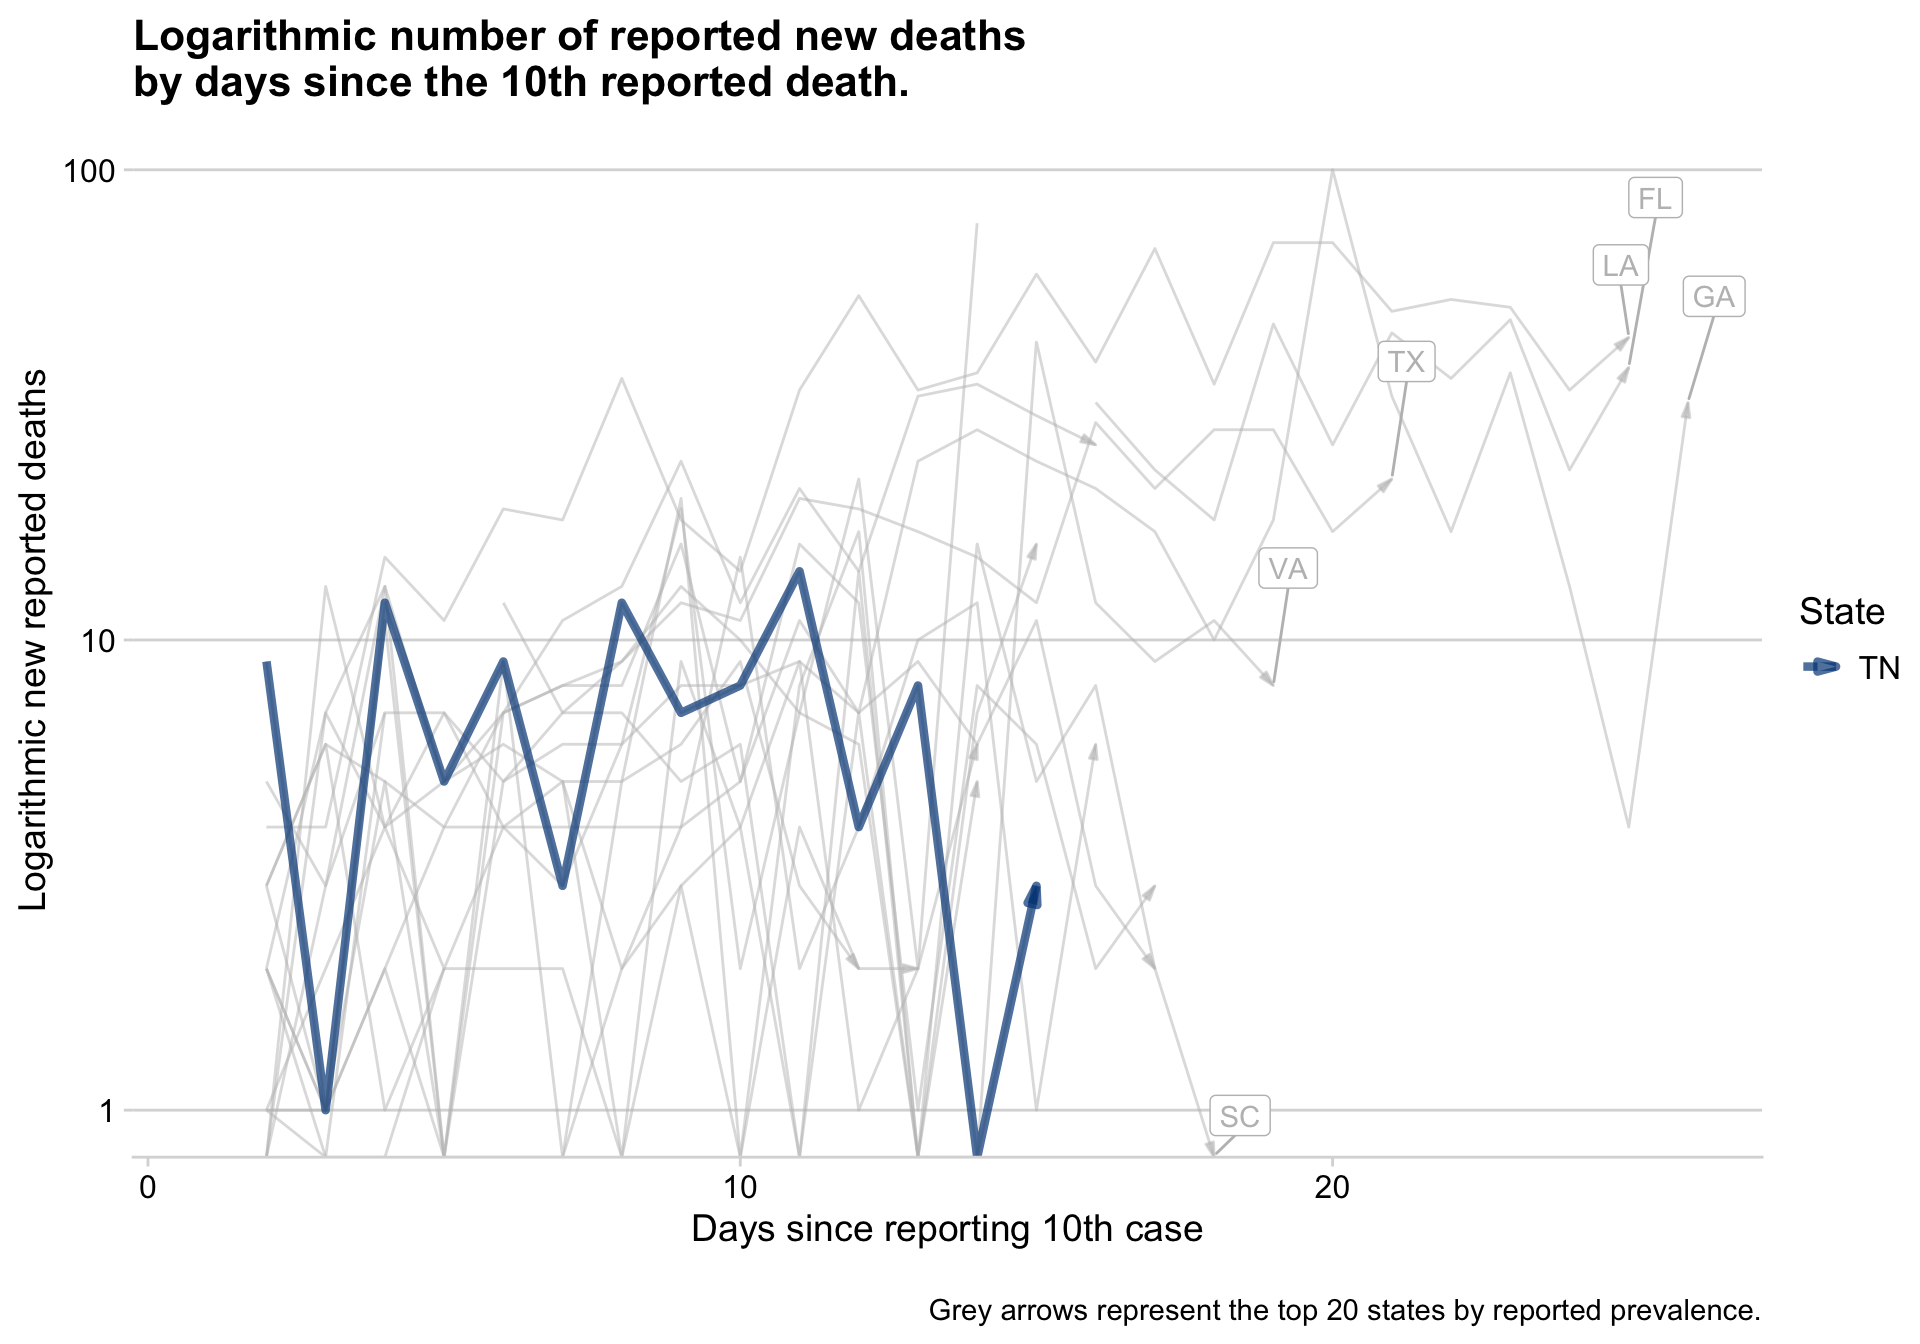 Logarithmic number of reported new deaths
by days since the 10th reported death.
Logarithmic new reported deaths
100
10
1
FL
LA
GA
TX
VA
SC
State
TN
0
10
20
Days since reporting 10th case
Grey arrows represent the top 20 states by reported prevalence.